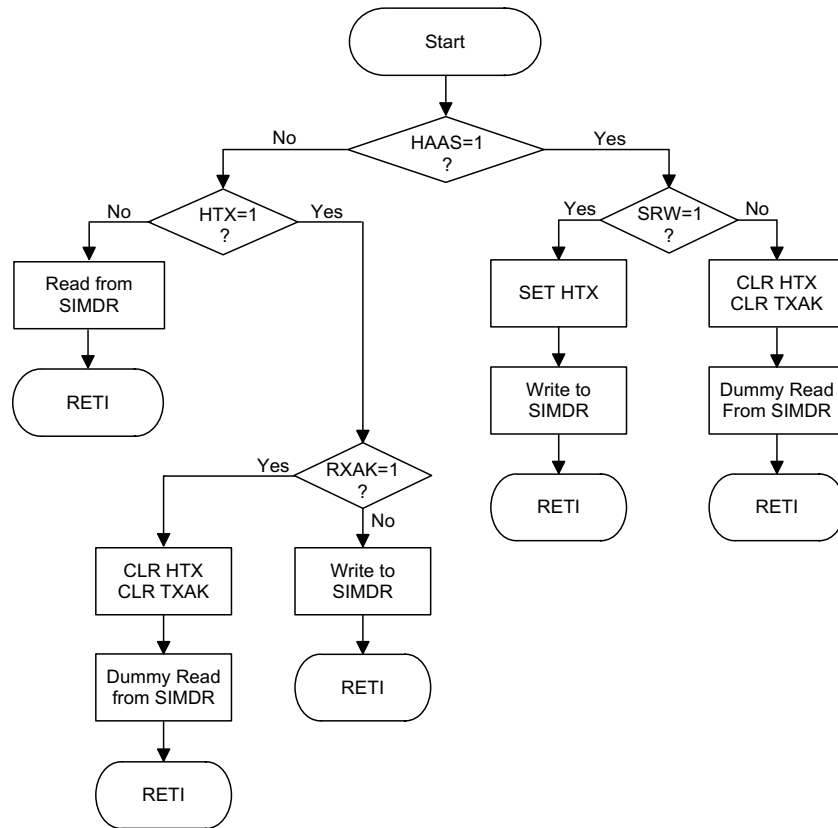 Start
No
HAAS=1
?
Yes
No
HTX=1
?
Yes
Yes
SRW=1
?
No
Read from
SIMDR
SET HTX
CLR HTX
CLR TXAK
RETI
Write to
SIMDR
Dummy Read
From SIMDR
Yes
RXAK=1
?
No
RETI
RETI
CLR HTX
CLR TXAK
Write to
SIMDR
Dummy Read
from SIMDR
RETI
RETI